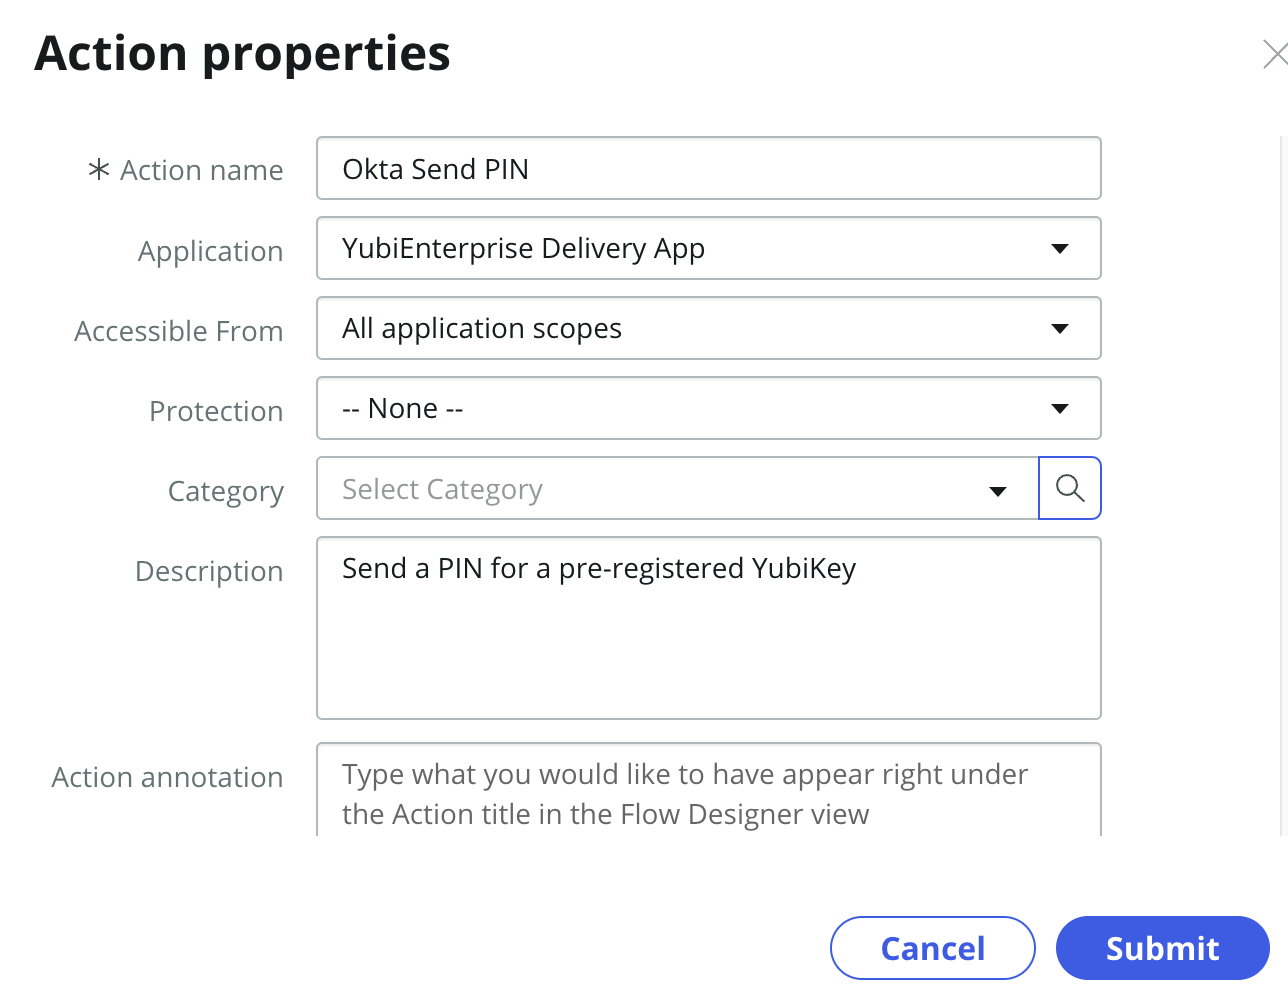 Action properties
* Action name
Okta Send PIN
Application
YubiEnterprise Delivery App
Accessible From
All application scopes
Protection
-- None --
Category
Select Category
Description
Send a PIN for a pre-registered YubiKey
Action annotation
Type what you would like to have appear right under
the Action title in the Flow Designer view
Cancel
Submit